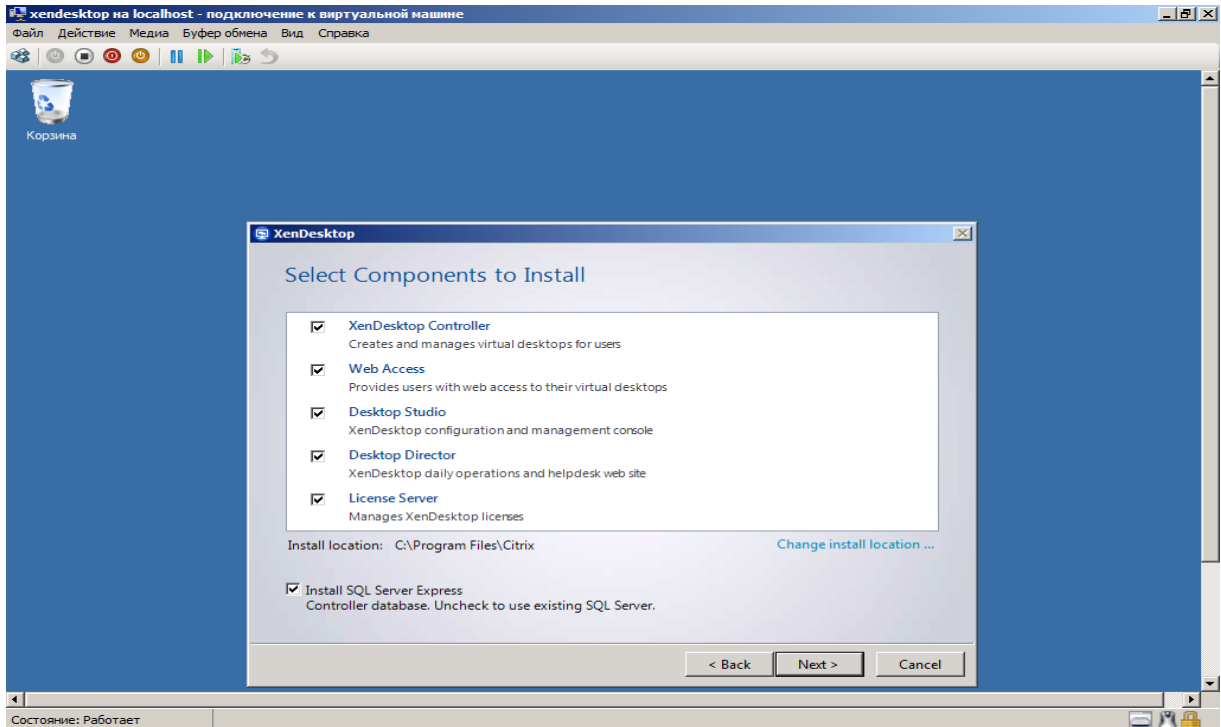 xendesktop на localhost - подключение к виртуальной машине
Файл Действие Медиа Буфер обмена Вид Справка
Корзина
XenDesktop
Select Components to Install
XenDesktop Controller
Creates and manages virtual desktops for users
Web Access
Provides users with web access to their virtual desktops
Desktop Studio
XenDesktop configuration and management console
Desktop Director
XenDesktop daily operations and helpdesk web site
License Server
Manages XenDesktop licenses
Install location: C:\Program Files\Citrix Change install location ...
Install SQL Server Express
Controller database. Uncheck to use existing SQL Server.
< Back Next > Cancel
Состояние: Работает